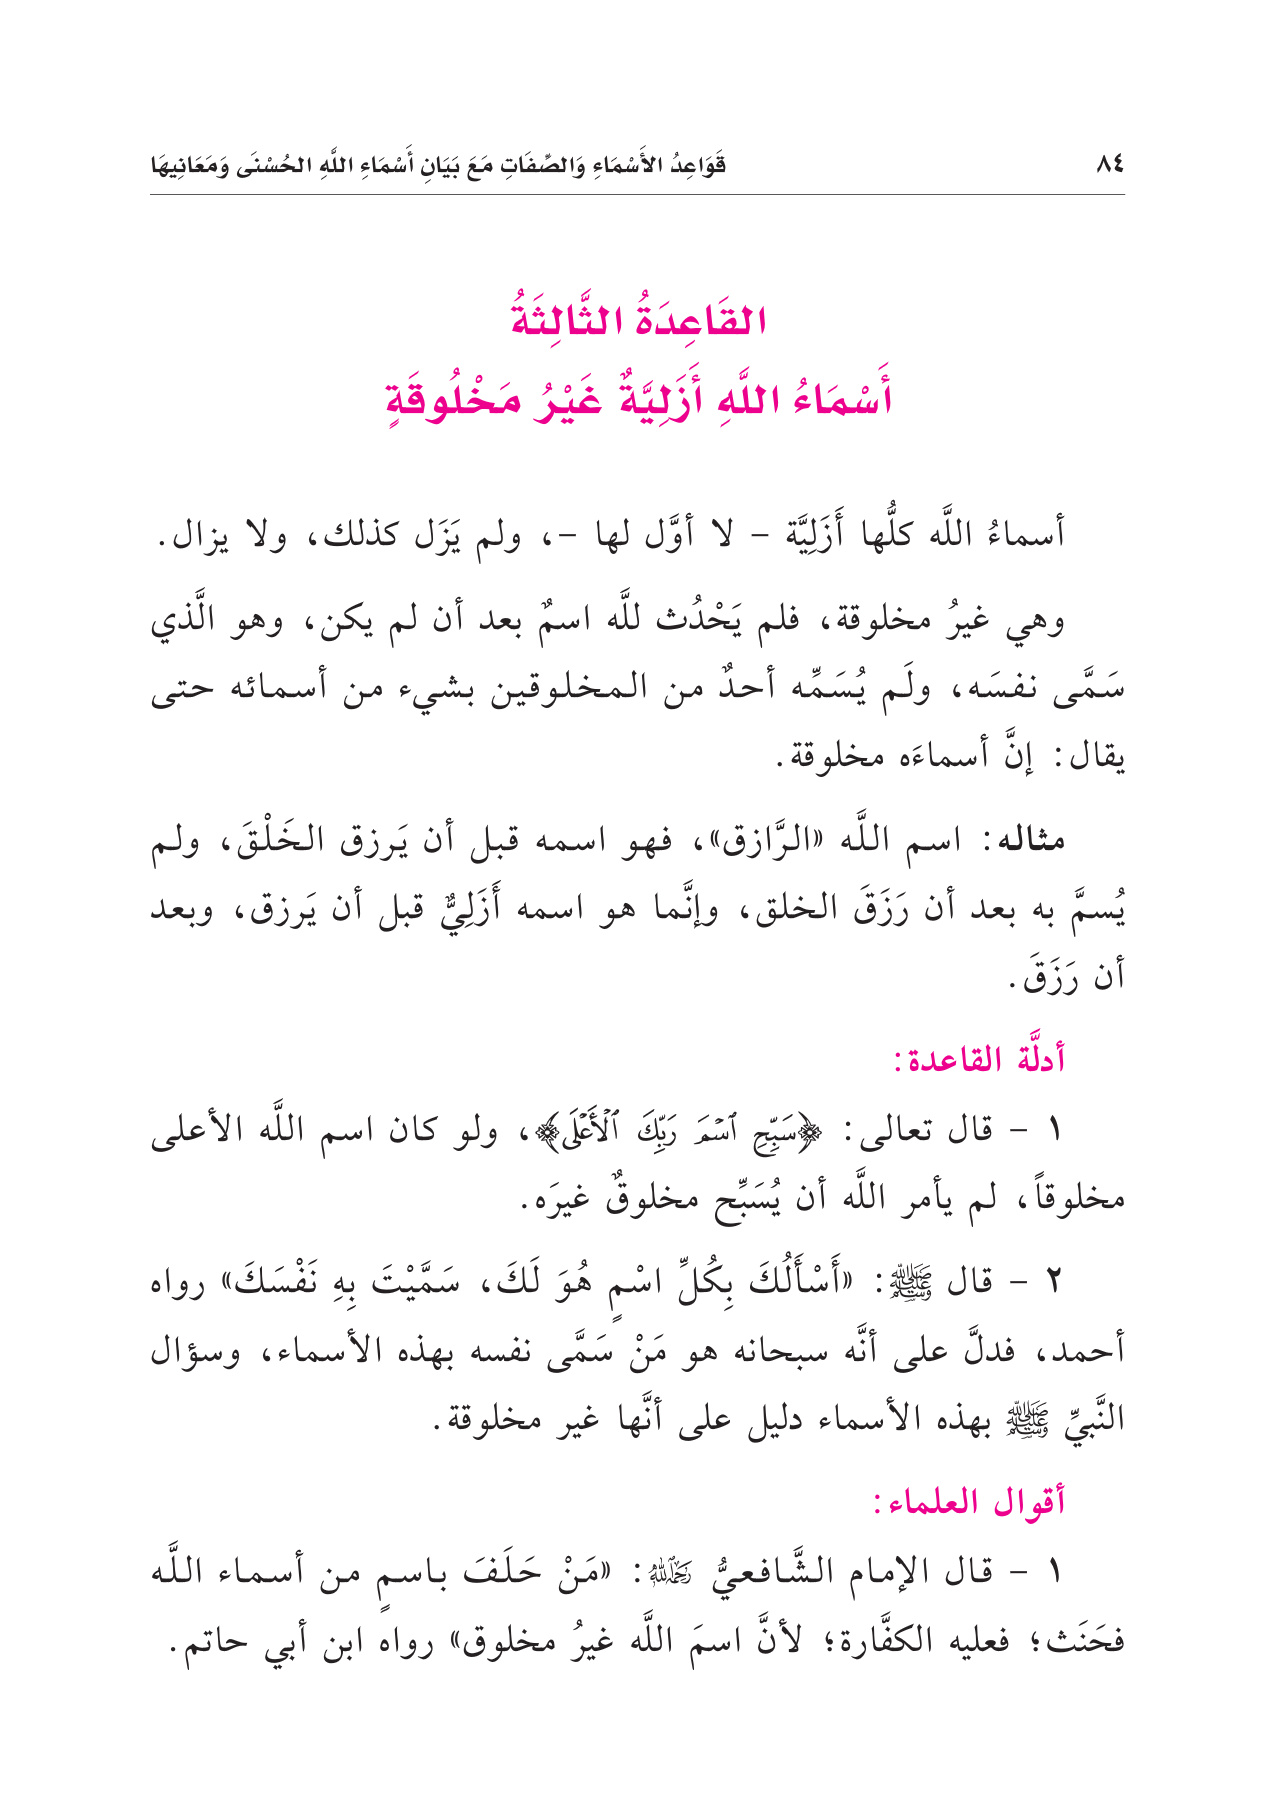 ٨٤
قَوَاعِدُ الأَسْمَاءِ وَالصِّفَاتِ مَعَ بَيَانِ أَسْمَاءِ اللَّهِ الحُسْنَى وَمَعَانِيهَا
القَاعِدَةُ الثَّالِثَةُ
أَسْمَاءُ اللَّهِ أَزَلِيَّةٌ غَيْرُ مَخْلُوقَةٍ
أسماءُ اللَّه كلُّها أَزَلِيَّة – لا أوَّل لها –، ولم يَزَل كذلك، ولا يزال.
وهي غيرُ مخلوقة، فلم يَحْدُث للَّه اسمٌ بعد أن لم يكن، وهو الَّذي
سَمَّى نفسَه، ولَم يُسَمِّه أحدٌ من المخلوقين بشيء من أسمائه حتى
يقال: إنَّ أسماءَه مخلوقة.
مثاله: اسم اللَّه «الرَّازق»، فهو اسمه قبل أن يَرزق الخَلْقَ، ولم
يُسمَّ به بعد أن رَزَقَ الخلق، وإنَّما هو اسمه أَزَلِيٌّ قبل أن يَرزق، وبعد
أن رَزَقَ.
أدلَّة القاعدة:
١ – قال تعالى: ﴿سَبِّحِ ٱسْمَ رَبِّكَ ٱلْأَعْلَى﴾، ولو كان اسم اللَّه الأعلى
مخلوقاً، لم يأمر اللَّه أن يُسَبِّح مخلوقٌ غيرَه.
٢ – قال ﷺ: «أَسْأَلُكَ بِكُلِّ اسْمٍ هُوَ لَكَ، سَمَّيْتَ بِهِ نَفْسَكَ» رواه
أحمد، فدلَّ على أنَّه سبحانه هو مَنْ سَمَّى نفسه بهذه الأسماء، وسؤال
النَّبيِّ ﷺ بهذه الأسماء دليل على أنَّها غير مخلوقة.
أقوال العلماء:
١ – قال الإمام الشَّافعيُّ رَحِمَهُ اللَّهُ: «مَنْ حَلَفَ باسمٍ من أسماء اللَّه
فحَنَث؛ فعليه الكفَّارة؛ لأنَّ اسمَ اللَّه غيرُ مخلوق» رواه ابن أبي حاتم.